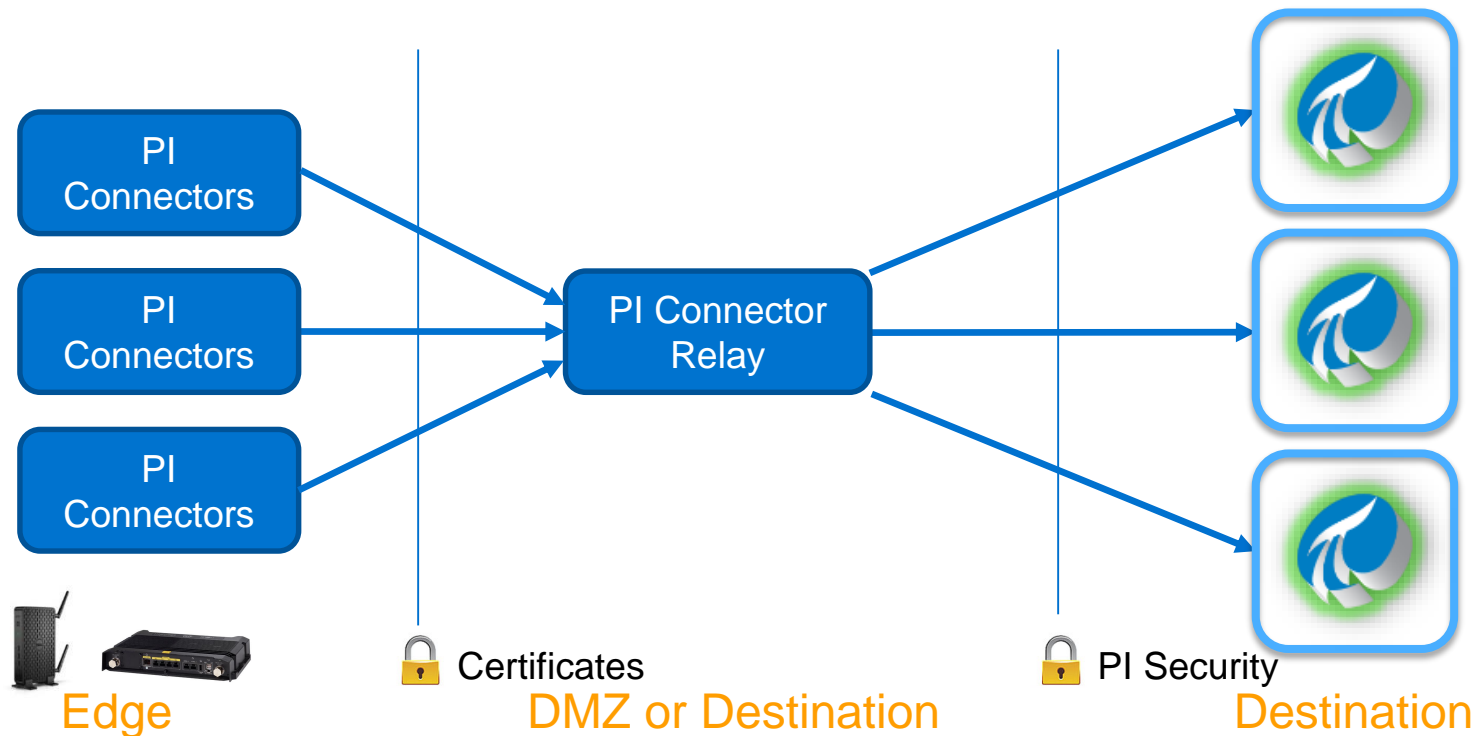 PI
Connectors
PI
Connectors
PI
Connectors
PI Connector
Relay
Certificates
PI Security
Edge
DMZ or Destination
Destination